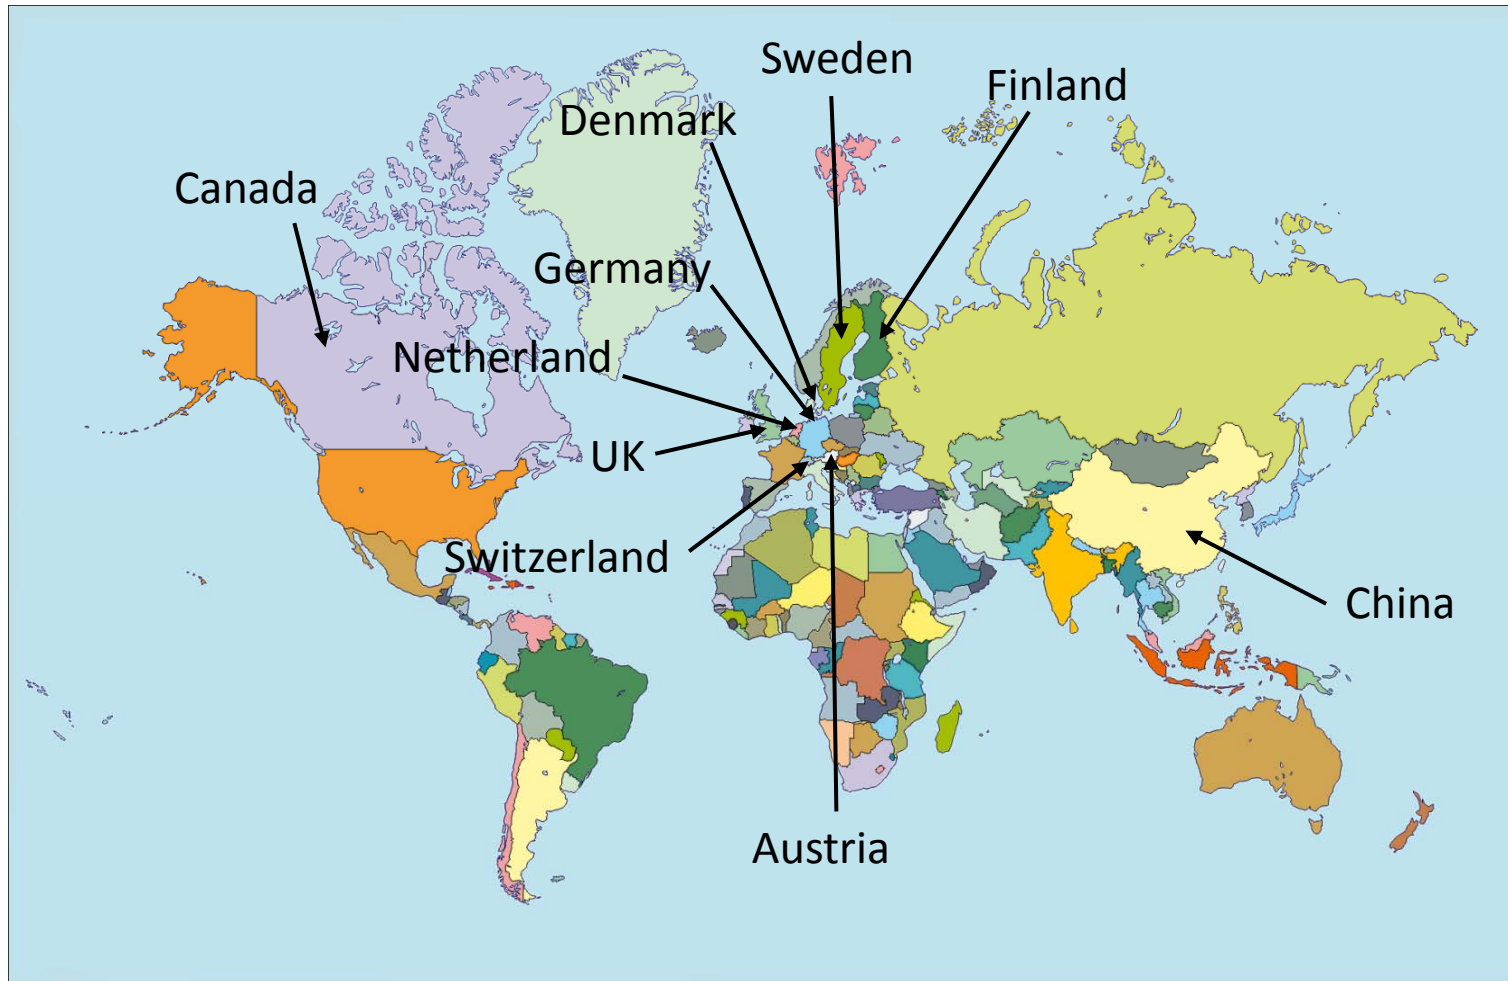 Sweden
Finland
Denmark
Canada
Germany
Netherland
UK
Switzerland
China
Austria